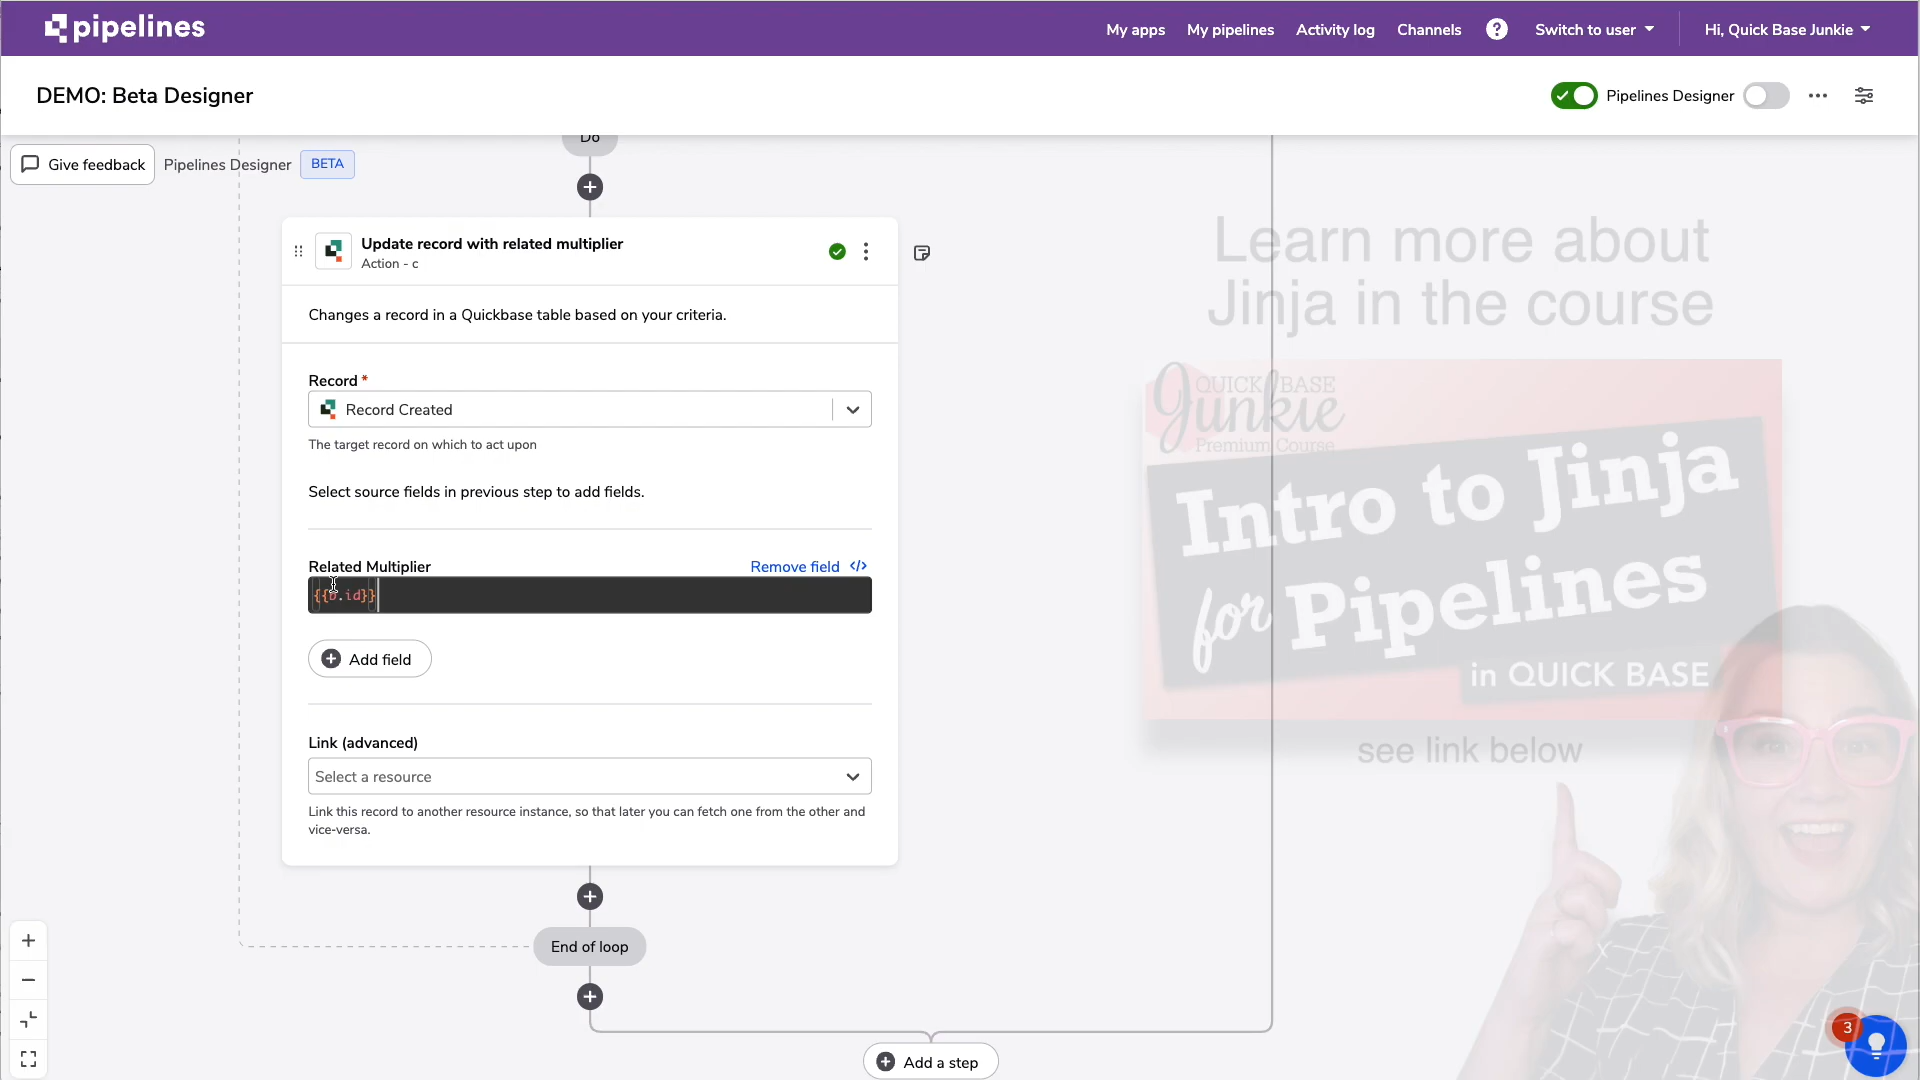 pipelines
My apps
My pipelines
Activity log
Channels
?
Switch to user
Hi, Quick Base Junkie
DEMO: Beta Designer
Pipelines Designer
Give feedback
Pipelines Designer
BETA
Do
Update record with related multiplier
Action - c
Changes a record in a Quickbase table based on your criteria.
Record *
Record Created
The target record on which to act upon
Select source fields in previous step to add fields.
Related Multiplier
Remove field </>
{{b.id}}
Add field
Link (advanced)
Select a resource
Link this record to another resource instance, so that later you can fetch one from the other and
vice-versa.
End of loop
Add a step
Learn more about
Jinja in the course
QUICK BASE
Junkie
Premium Course
Intro to Jinja
for Pipelines
in QUICK BASE
see link below
3